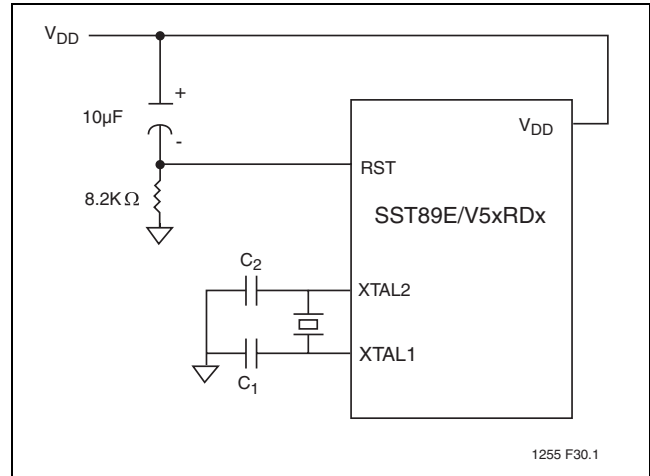 VDD
+
10µF
-
VDD
RST
8.2KΩ
SST89E/V5xRDx
C2
XTAL2
XTAL1
C1
1255 F30.1